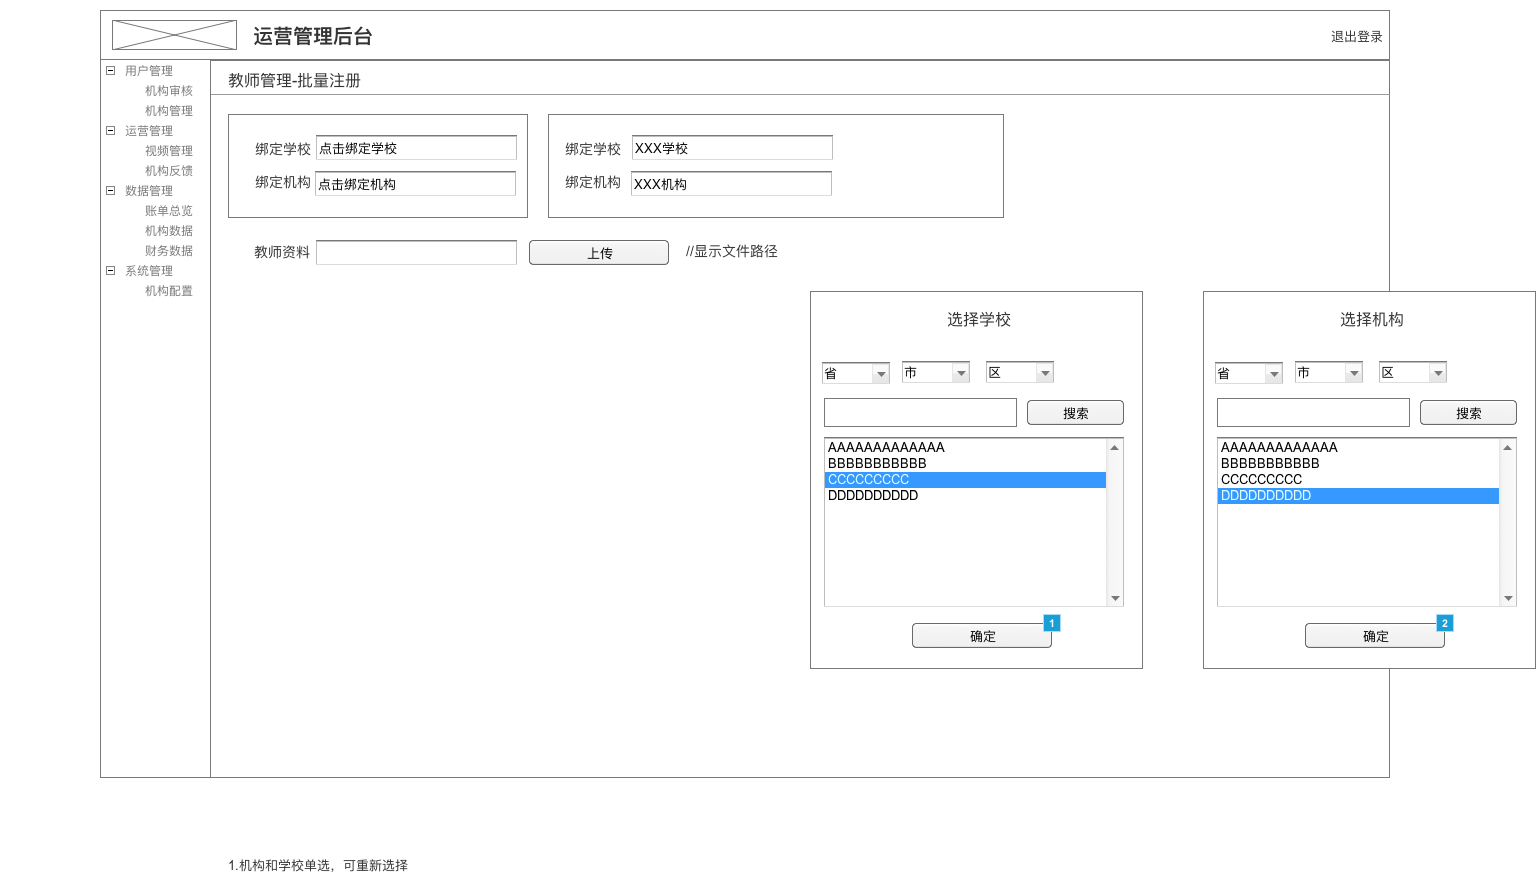 运营管理后台
退出登录
用户管理
机构审核
机构管理
运营管理
视频管理
机构反馈
数据管理
账单总览
机构数据
财务数据
系统管理
机构配置
教师管理-批量注册
绑定学校 点击绑定学校
绑定机构 点击绑定机构
绑定学校 XXX学校
绑定机构 XXX机构
教师资料 上传 //显示文件路径
选择学校
省 市 区
搜索
AAAAAAAAAAAAA
BBBBBBBBBBB
CCCCCCCCC
DDDDDDDDDD
1
确定
选择机构
省 市 区
搜索
AAAAAAAAAAAAA
BBBBBBBBBBB
CCCCCCCCC
DDDDDDDDDD
2
确定
1.机构和学校单选，可重新选择